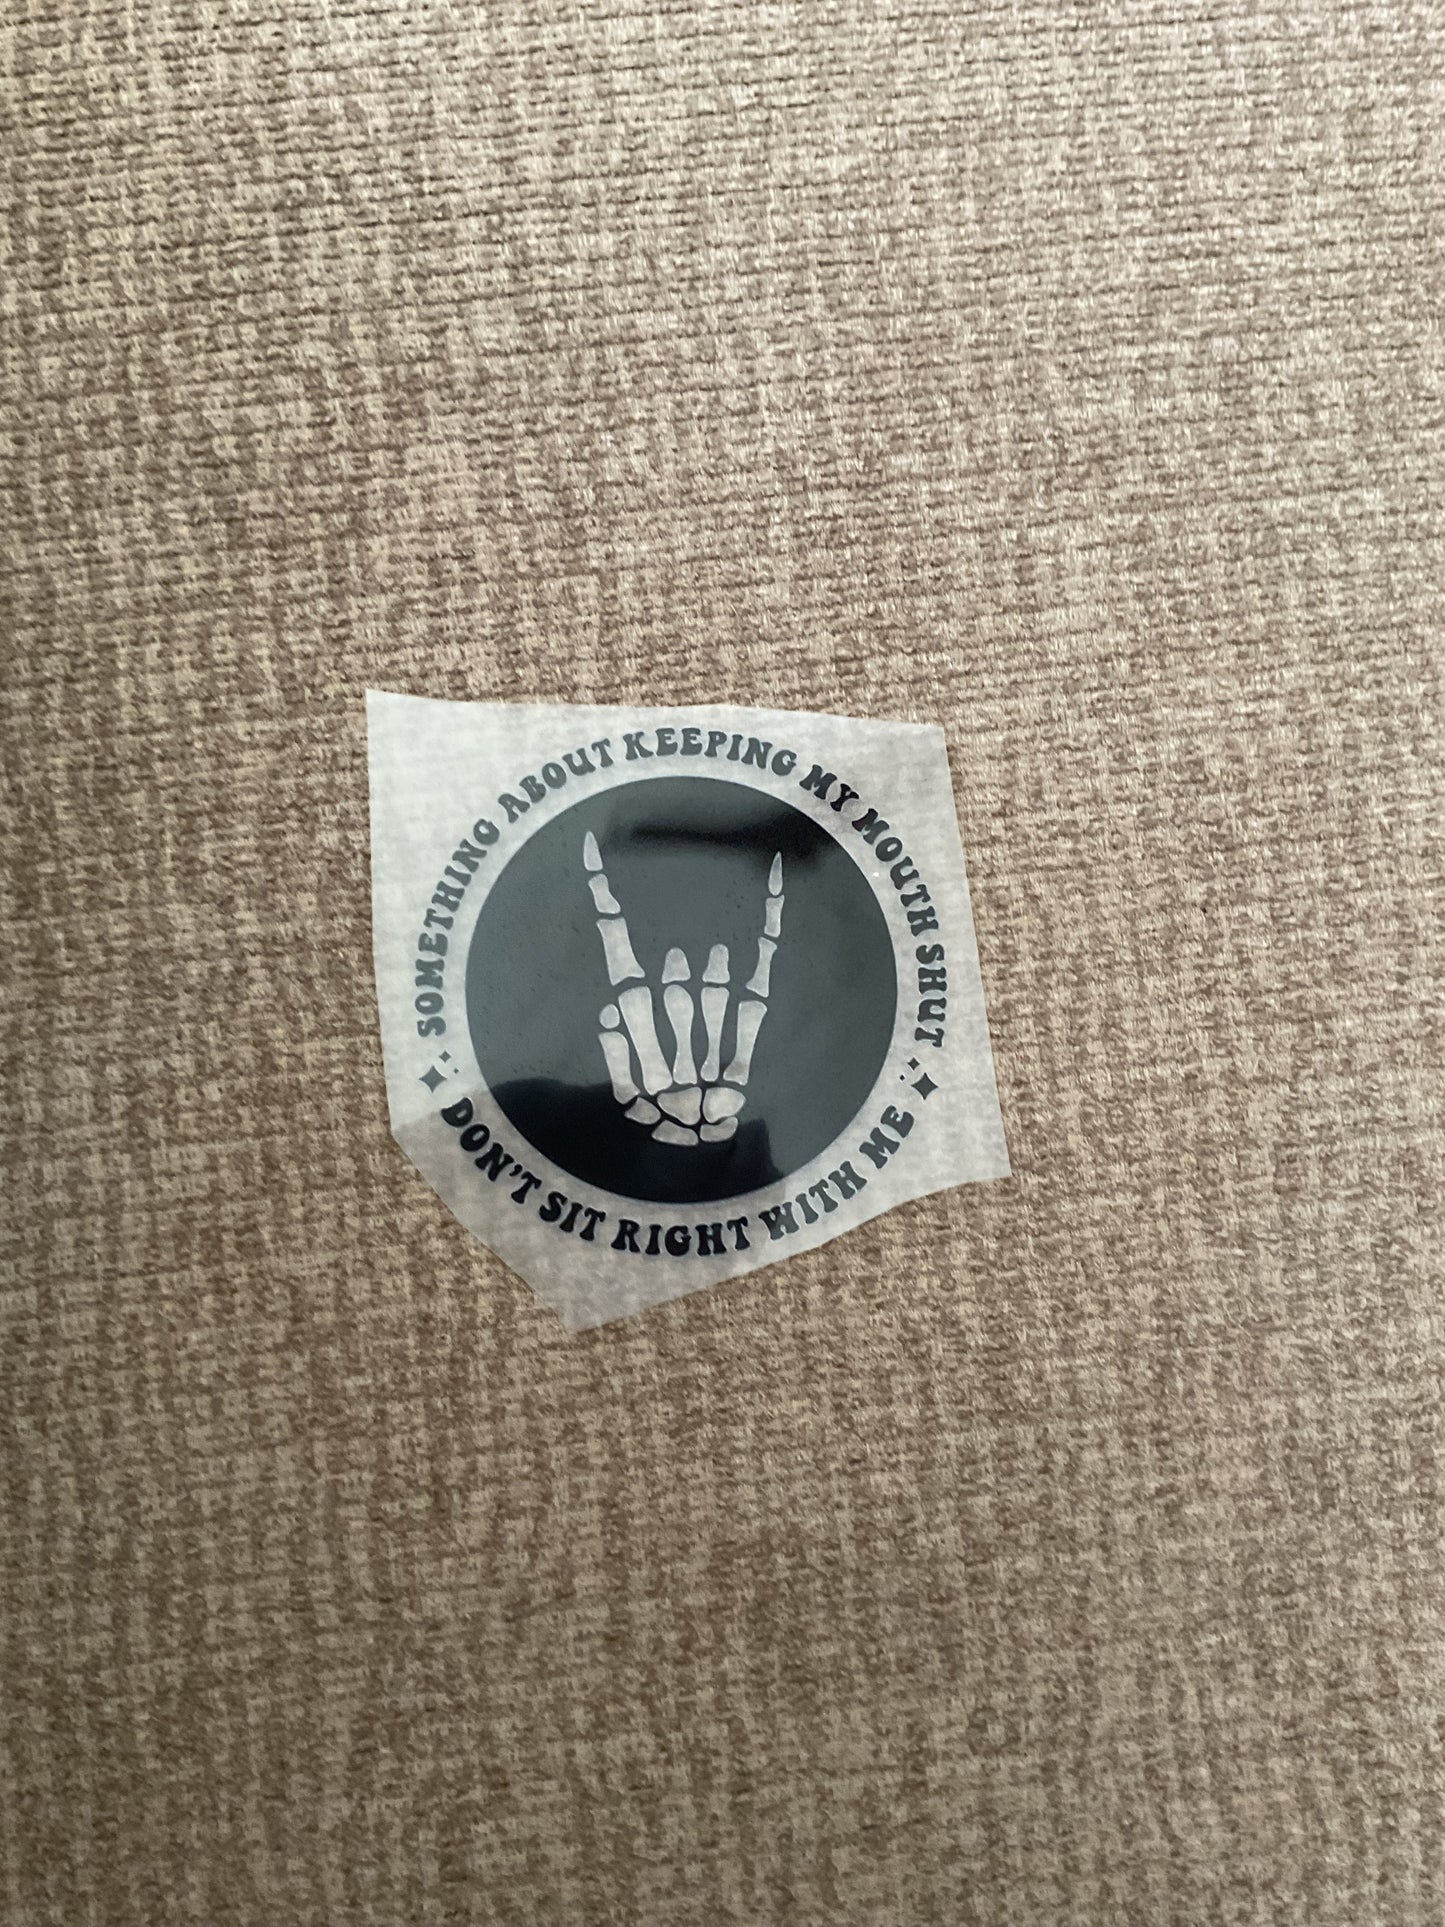 SOMETHING ABOUT KEEPING MY MOUTH SHUT
DON'T SIT RIGHT WITH ME